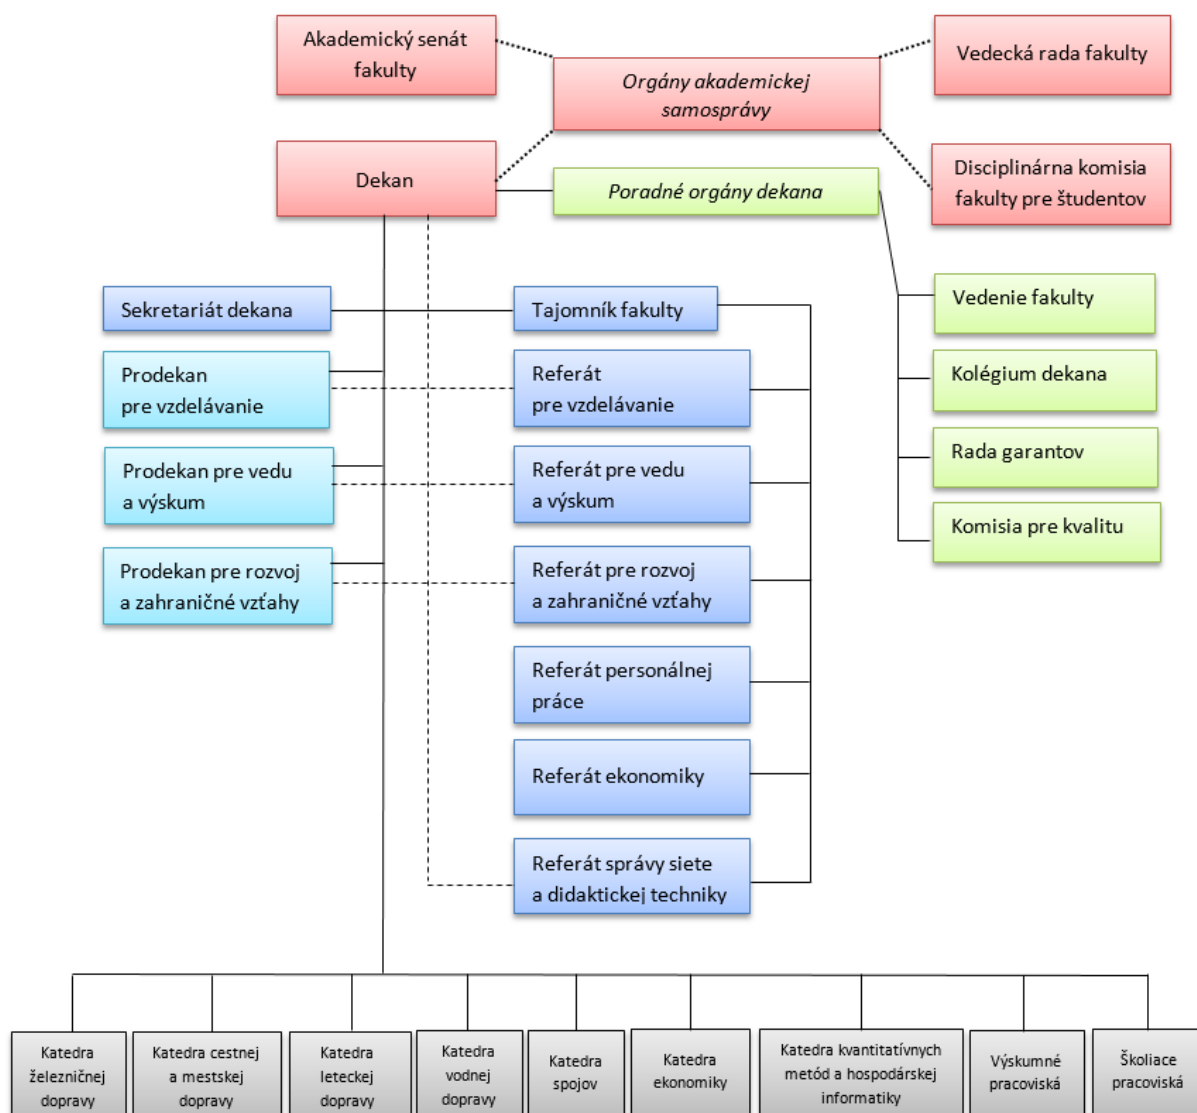 Akademický senát
fakulty
Orgány akademickej
samosprávy
Vedecká rada fakulty
Dekan
Poradné orgány dekana
Disciplinárna komisia
fakulty pre študentov
Sekretariát dekana
Tajomník fakulty
Vedenie fakulty
Prodekan
pre vzdelávanie
Referát
pre vzdelávanie
Kolégium dekana
Prodekan pre vedu
a výskum
Referát pre vedu
a výskum
Rada garantov
Komisia pre kvalitu
Prodekan pre rozvoj
a zahraničné vzťahy
Referát pre rozvoj
a zahraničné vzťahy
Referát personálnej
práce
Referát ekonomiky
Referát správy siete
a didaktickej techniky
Katedra
železničnej
dopravy
Katedra cestnej
a mestskej
dopravy
Katedra
leteckej
dopravy
Katedra
vodnej
dopravy
Katedra
spojov
Katedra
ekonomiky
Katedra kvantitatívnych
metód a hospodárskej
informatiky
Výskumné
pracoviská
Školiace
pracoviská